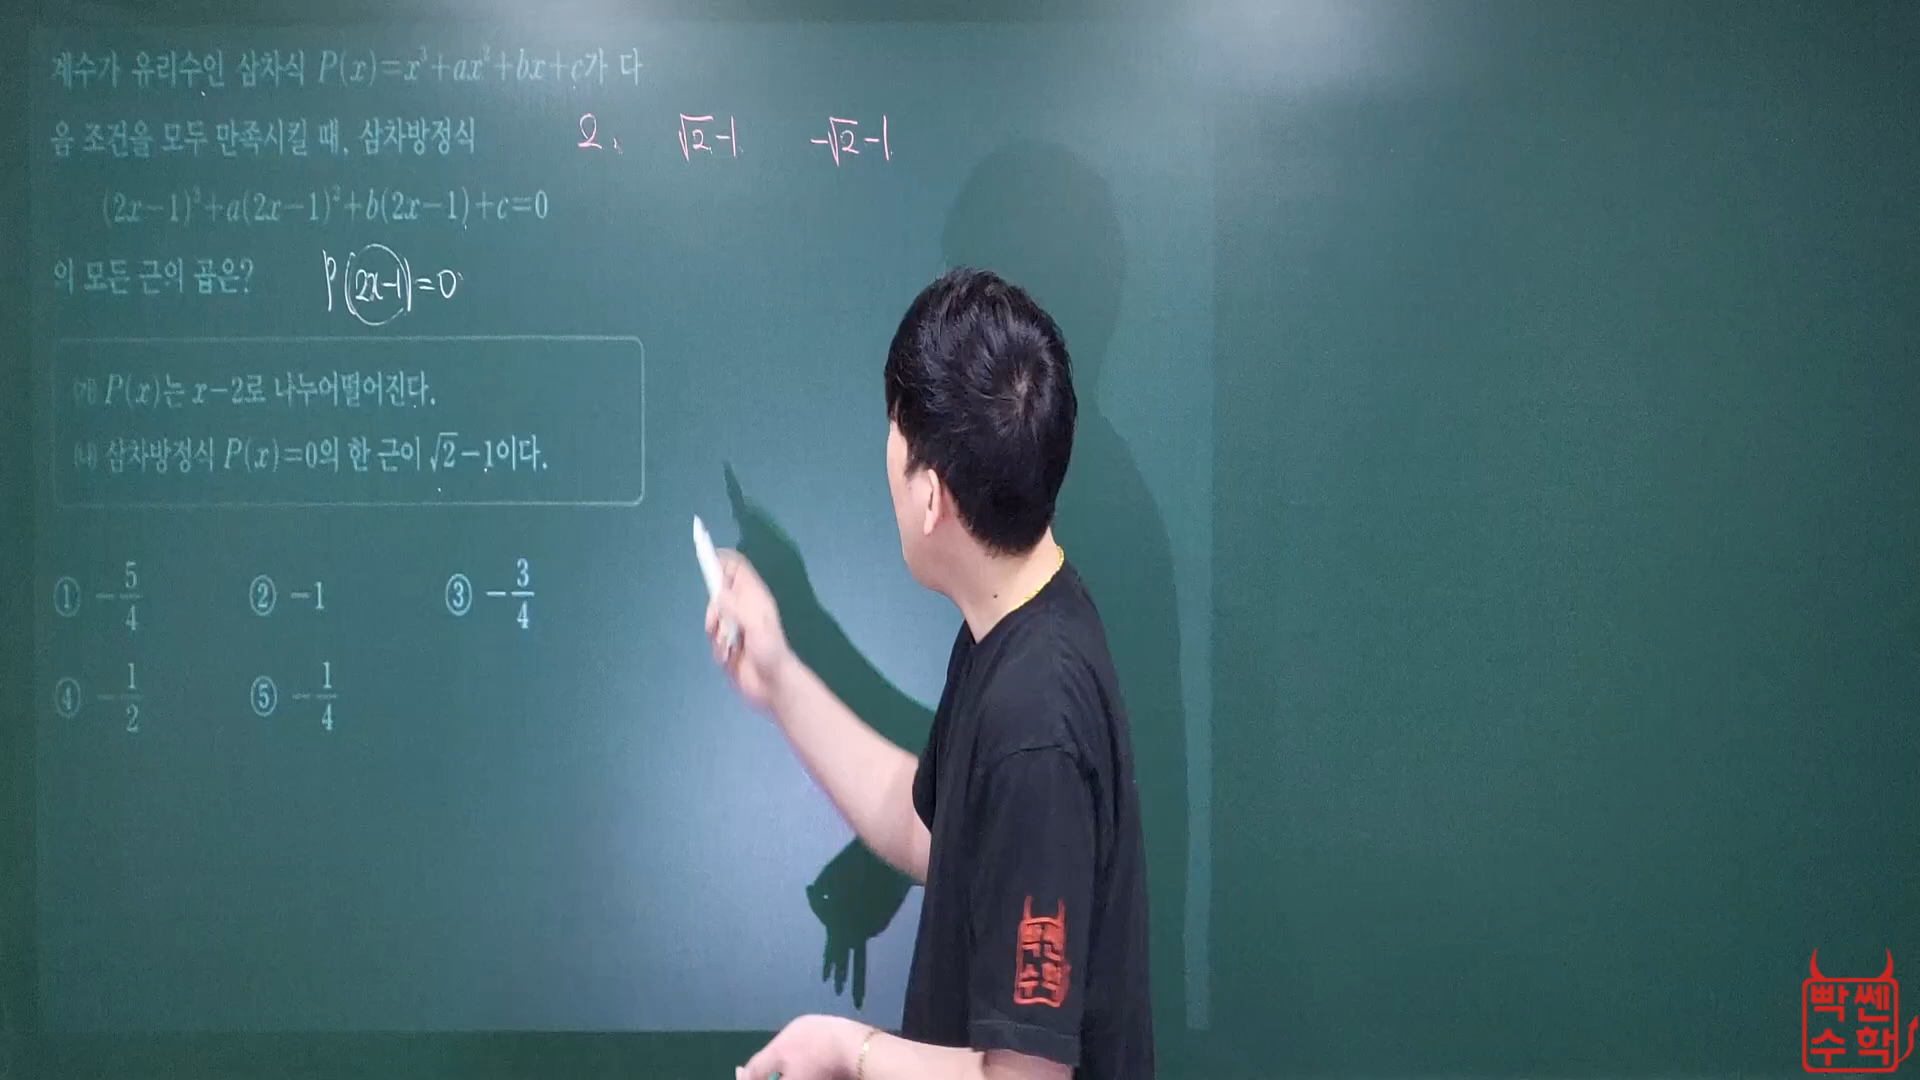 계수가 유리수인 삼차식 P(x)=x³+ax²+bx+c가 다
음 조건을 모두 만족시킬 때, 삼차방정식
2, √2-1 -√2-1
(2x-1)³+a(2x-1)²+b(2x-1)+c=0
의 모든 근의 곱은?
P(2x-1)=0
(가) P(x)는 x-2로 나누어떨어진다.
(나) 삼차방정식 P(x)=0의 한 근이 √2-1이다.
① -5/4 ② -1 ③ -3/4
④ -1/2 ⑤ -1/4
빡쎈
수학
빡쎈
수학